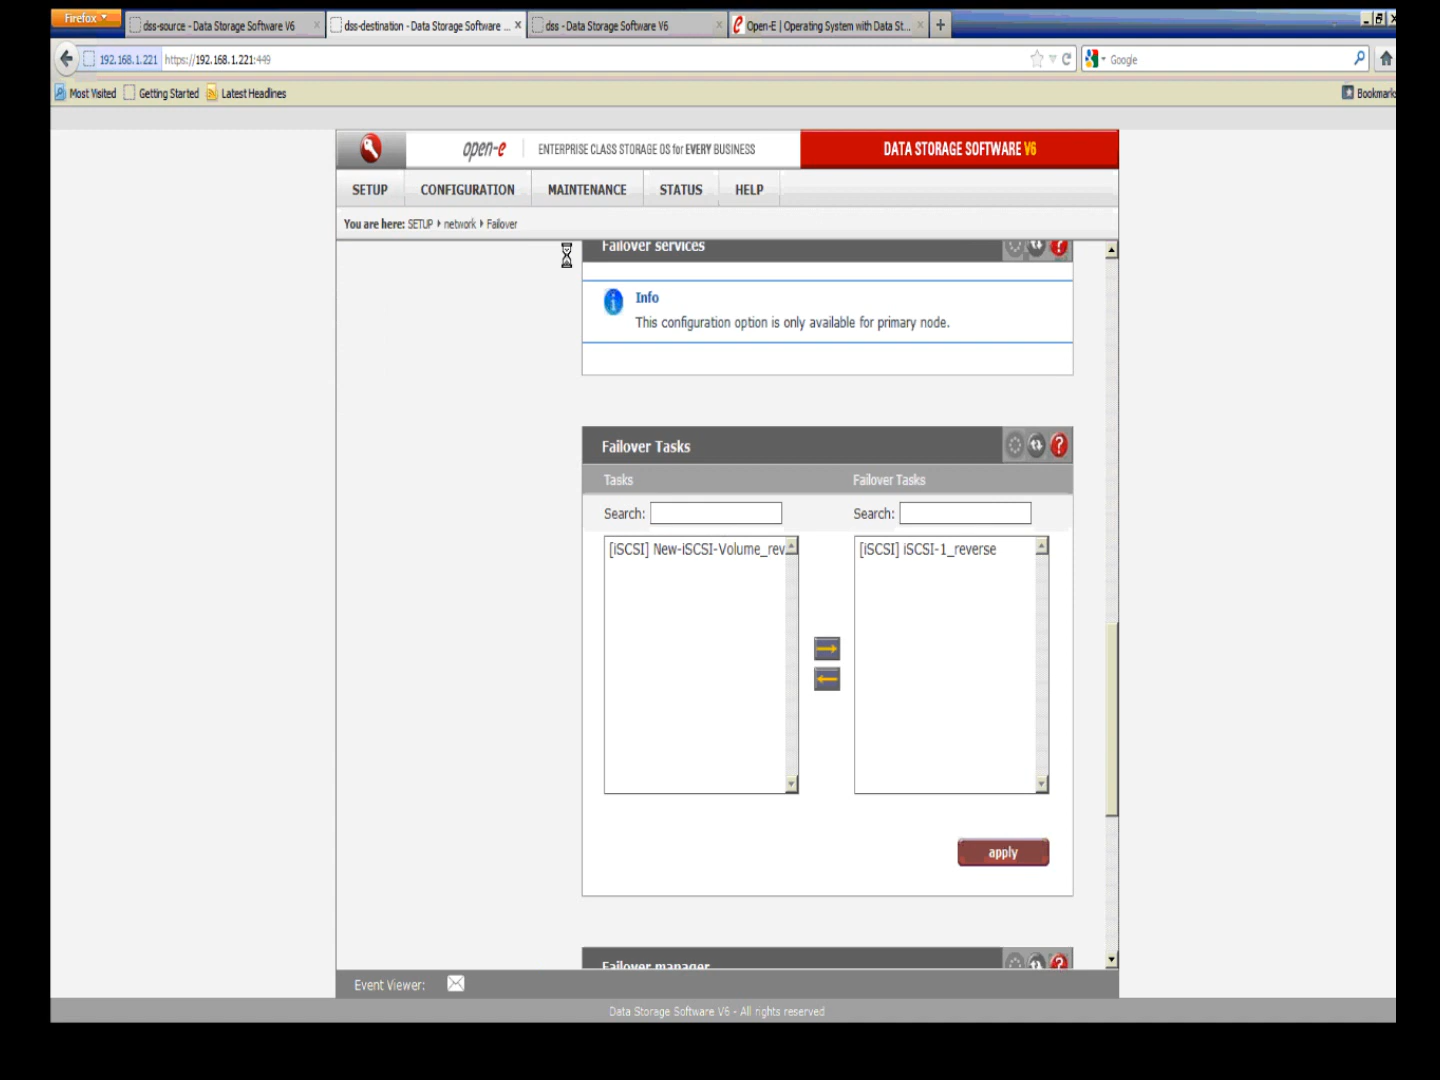 Firefox
dss-source - Data Storage Software V6
dss-destination - Data Storage Software ...
dss - Data Storage Software V6
Open-E | Operating System with Data St...
192.168.1.221 https://192.168.1.221:449
Google
Most Visited Getting Started Latest Headlines
Bookmark
open-e ENTERPRISE CLASS STORAGE OS for EVERY BUSINESS
DATA STORAGE SOFTWARE V6
SETUP CONFIGURATION MAINTENANCE STATUS HELP
You are here: SETUP network Failover
Failover services
Info
This configuration option is only available for primary node.
Failover Tasks
Tasks Failover Tasks
Search: Search:
[iSCSI] New-iSCSI-Volume_rev
[iSCSI] iSCSI-1_reverse
apply
Failover manager
Event Viewer:
Data Storage Software V6 - All rights reserved